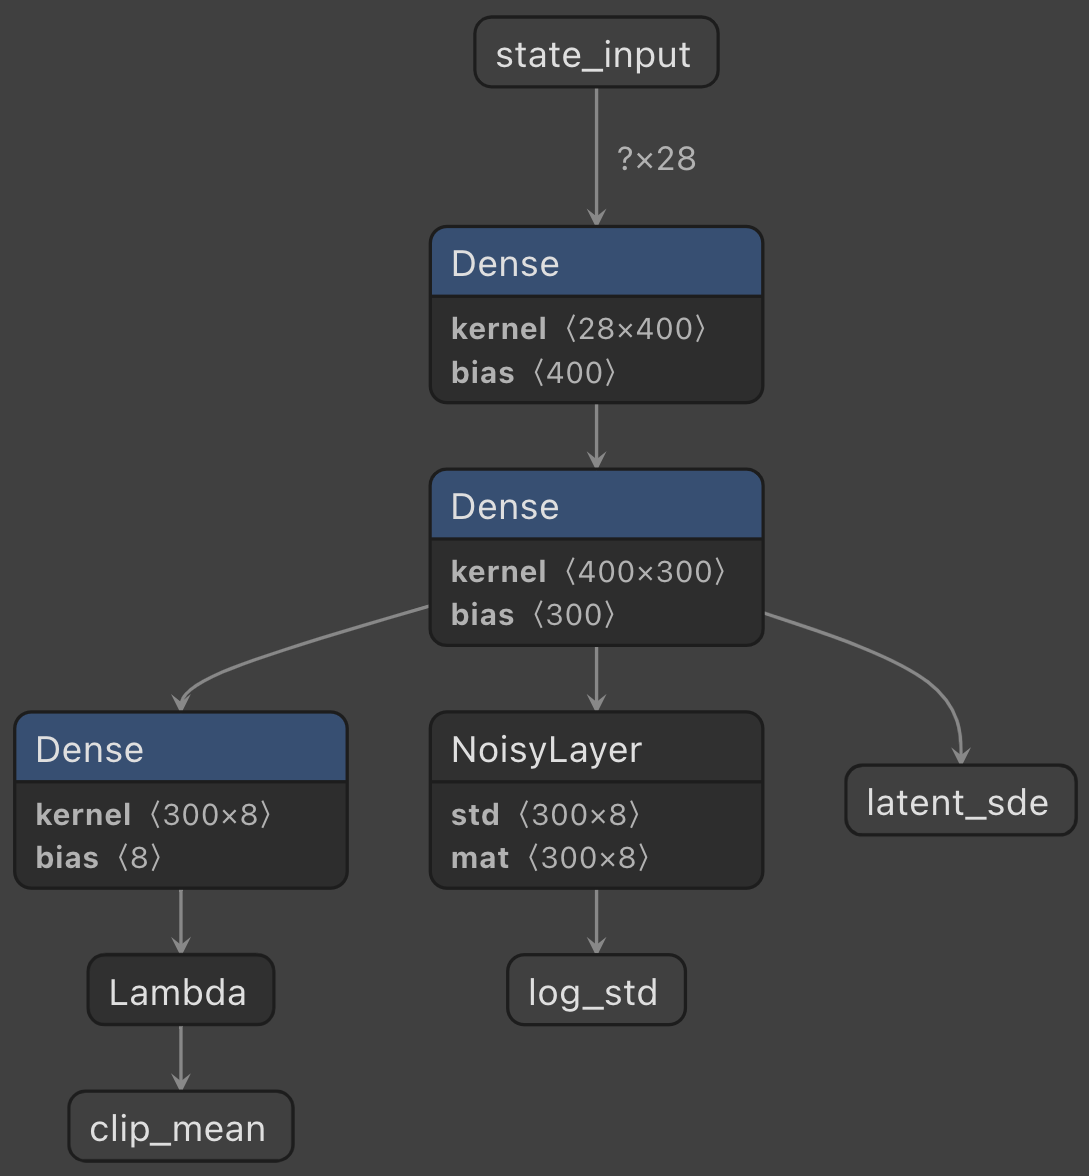 state_input
?×28
Dense
kernel 〈28×400〉
bias 〈400〉
Dense
kernel 〈400×300〉
bias 〈300〉
Dense
kernel 〈300×8〉
bias 〈8〉
NoisyLayer
std 〈300×8〉
mat 〈300×8〉
latent_sde
Lambda
log_std
clip_mean